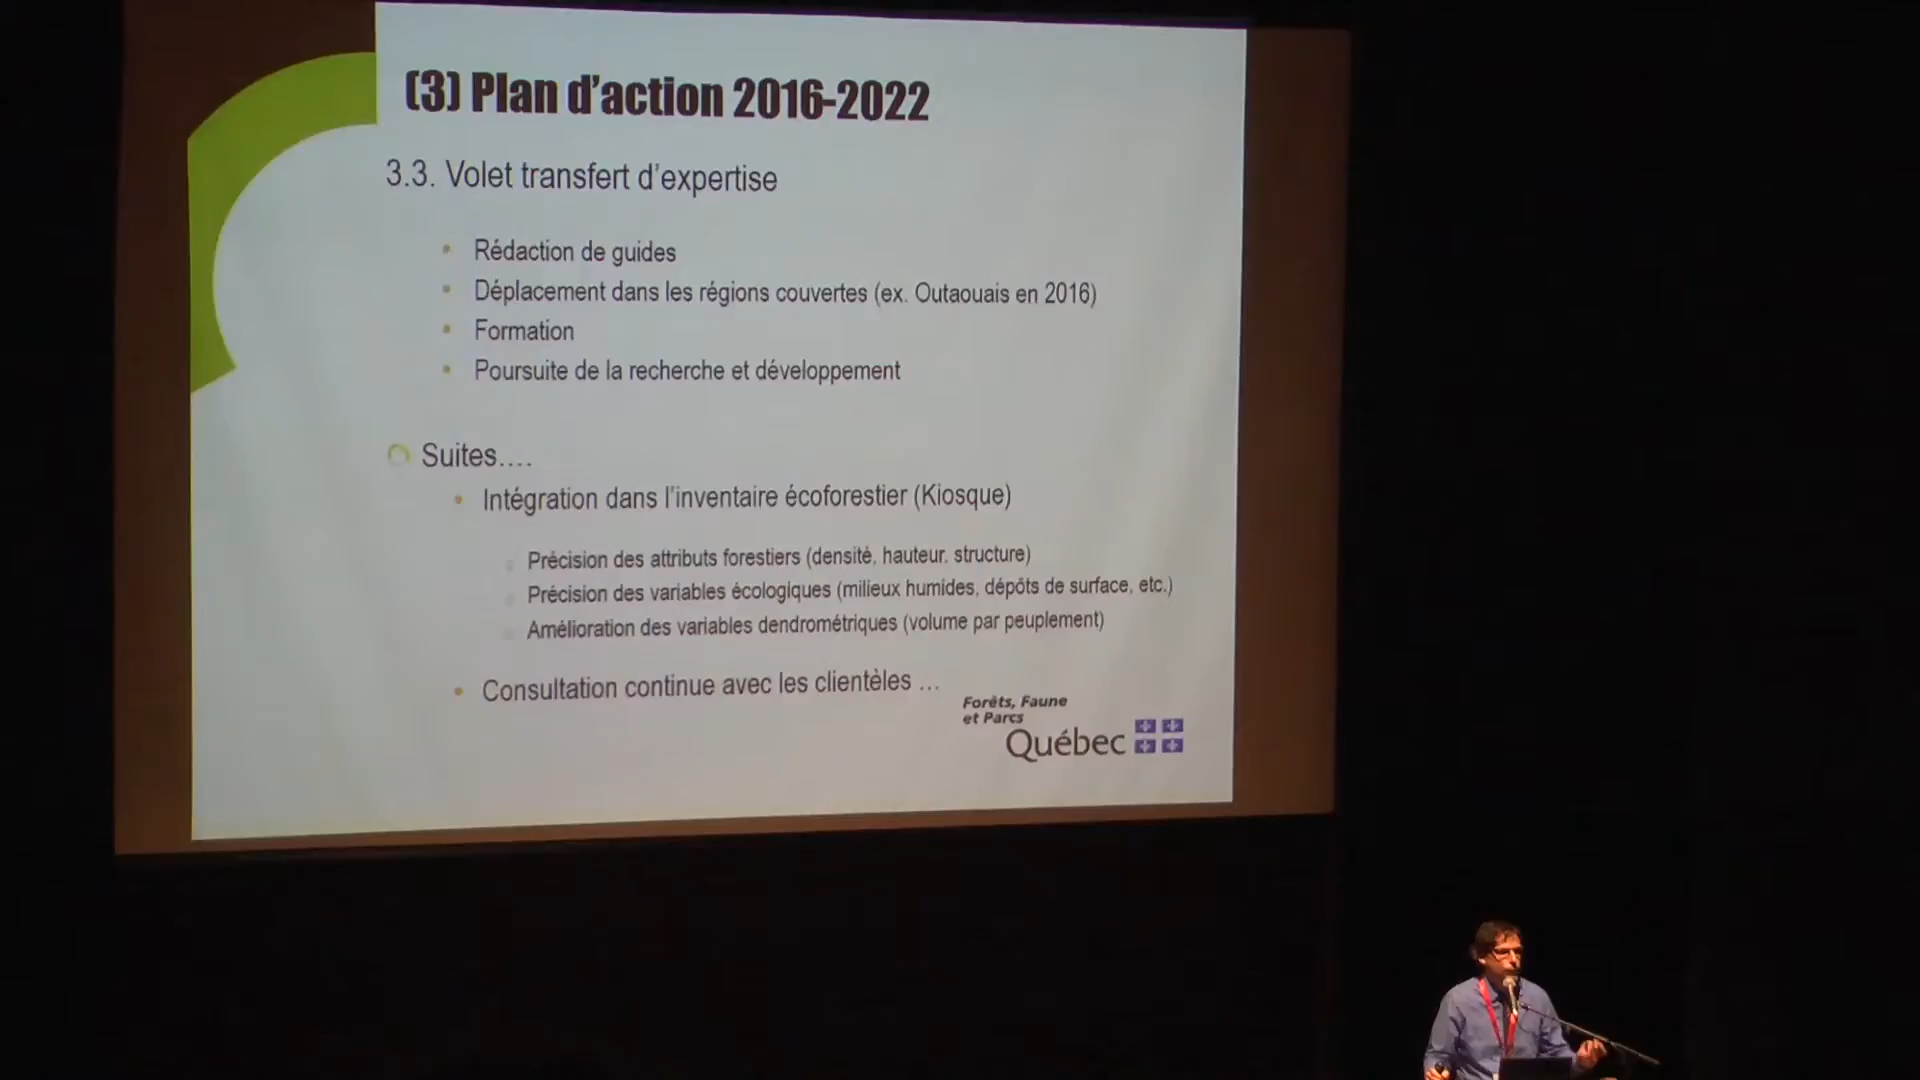 (3) Plan d'action 2016-2022
3.3. Volet transfert d'expertise
• Rédaction de guides
• Déplacement dans les régions couvertes (ex. Outaouais en 2016)
• Formation
• Poursuite de la recherche et développement
Suites....
• Intégration dans l'inventaire écoforestier (Kiosque)
Précision des attributs forestiers (densité, hauteur. structure)
Précision des variables écologiques (milieux humides, dépôts de surface, etc.)
Amélioration des variables dendrométriques (volume par peuplement)
• Consultation continue avec les clientèles ...
Forêts, Faune
et Parcs
Québec